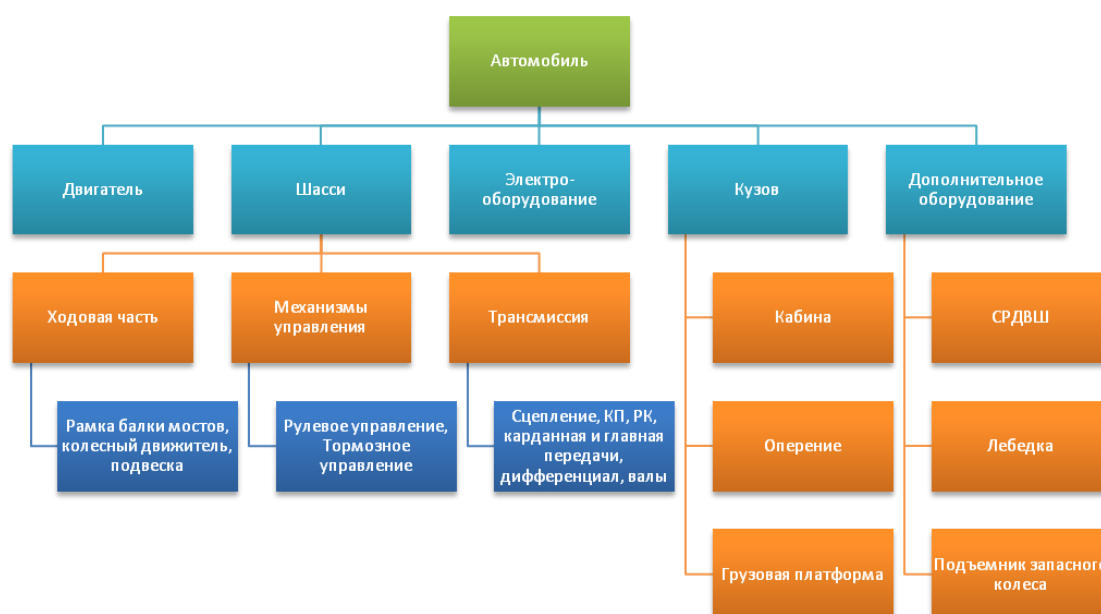 Автомобиль
Двигатель
Шасси
Электро-
оборудование
Кузов
Дополнительное
оборудование
Ходовая часть
Механизмы
управления
Трансмиссия
Кабина
СРДВШ
Рамка балки мостов,
колесный движитель,
подвеска
Рулевое управление,
Тормозное
управление
Сцепление, КП, РК,
карданная и главная
передачи,
дифференциал, валы
Оперение
Лебедка
Грузовая платформа
Подъемник запасного
колеса